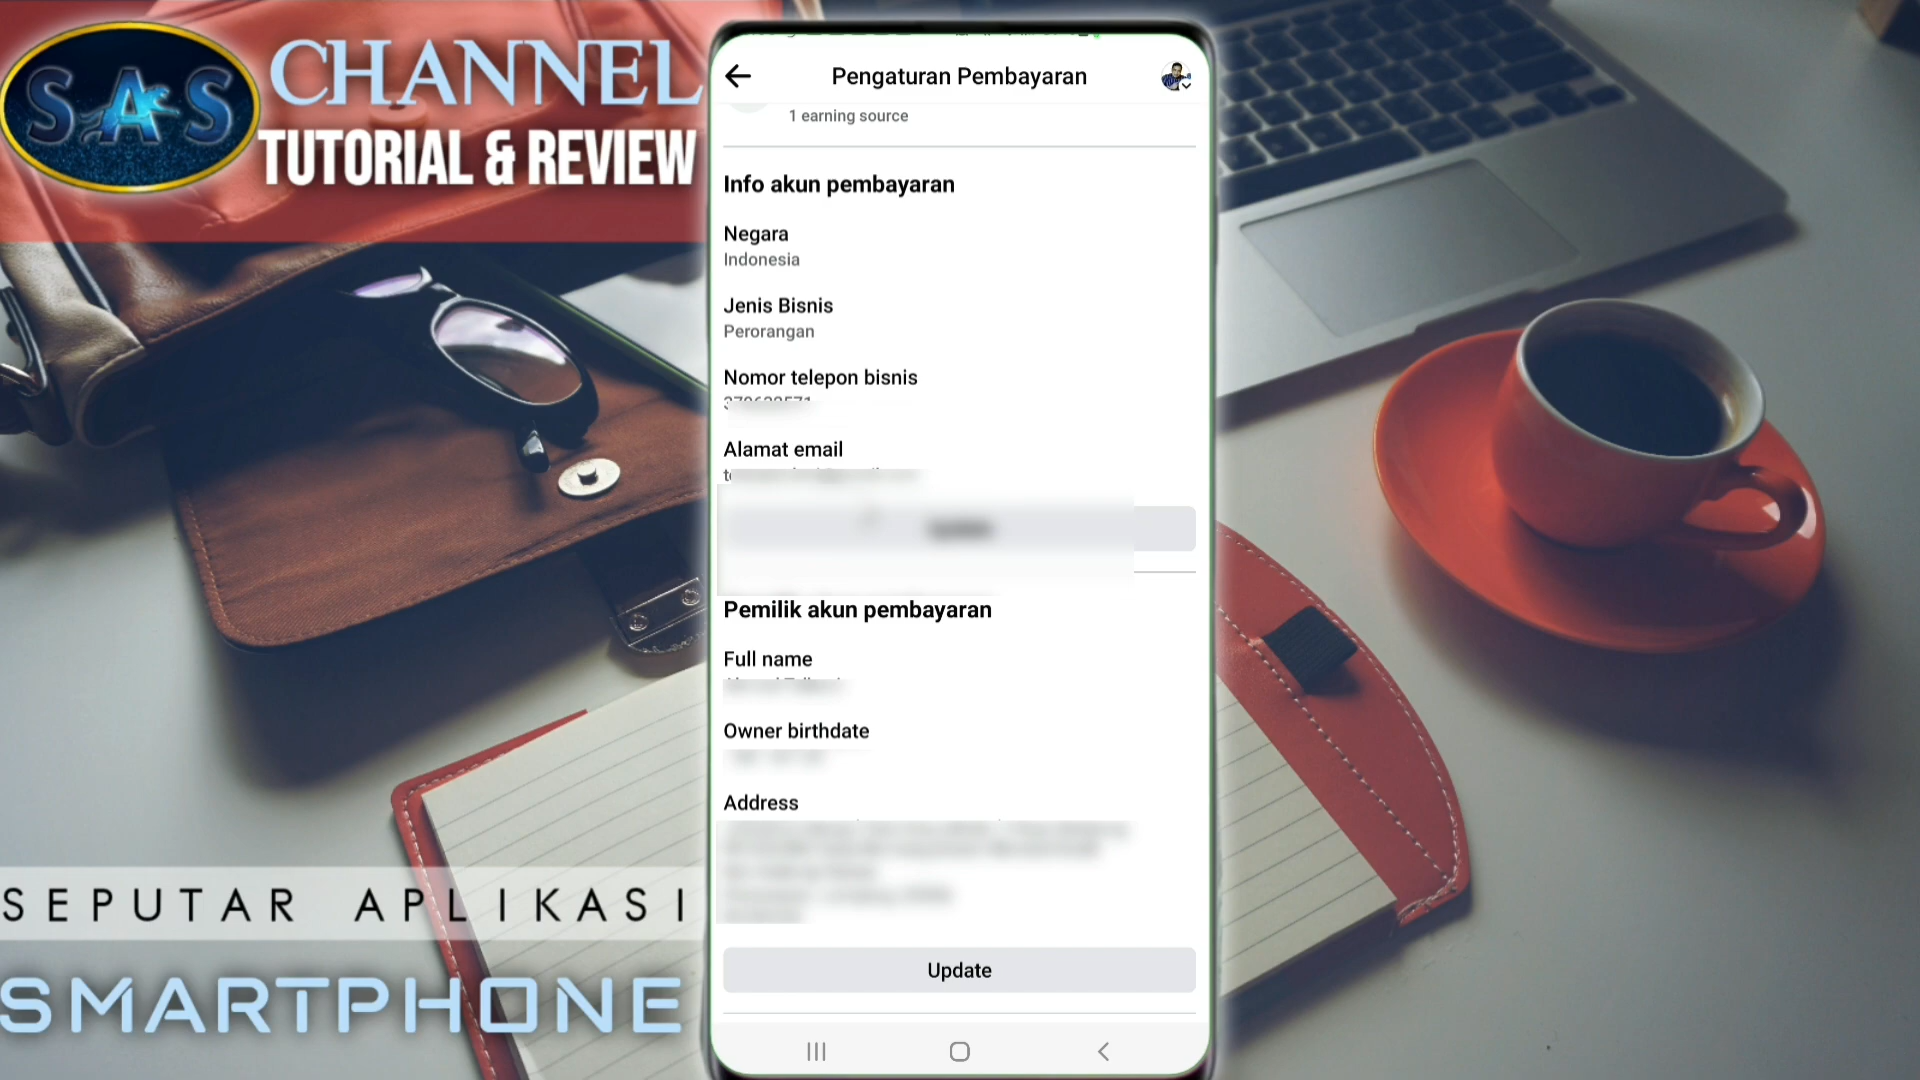 SAS
CHANNEL
TUTORIAL & REVIEW
SEPUTAR APLIKASI
SMARTPHONE
Pengaturan Pembayaran
1 earning source
Info akun pembayaran
Negara
Indonesia
Jenis Bisnis
Perorangan
Nomor telepon bisnis
Alamat email
Pemilik akun pembayaran
Full name
Owner birthdate
Address
Update